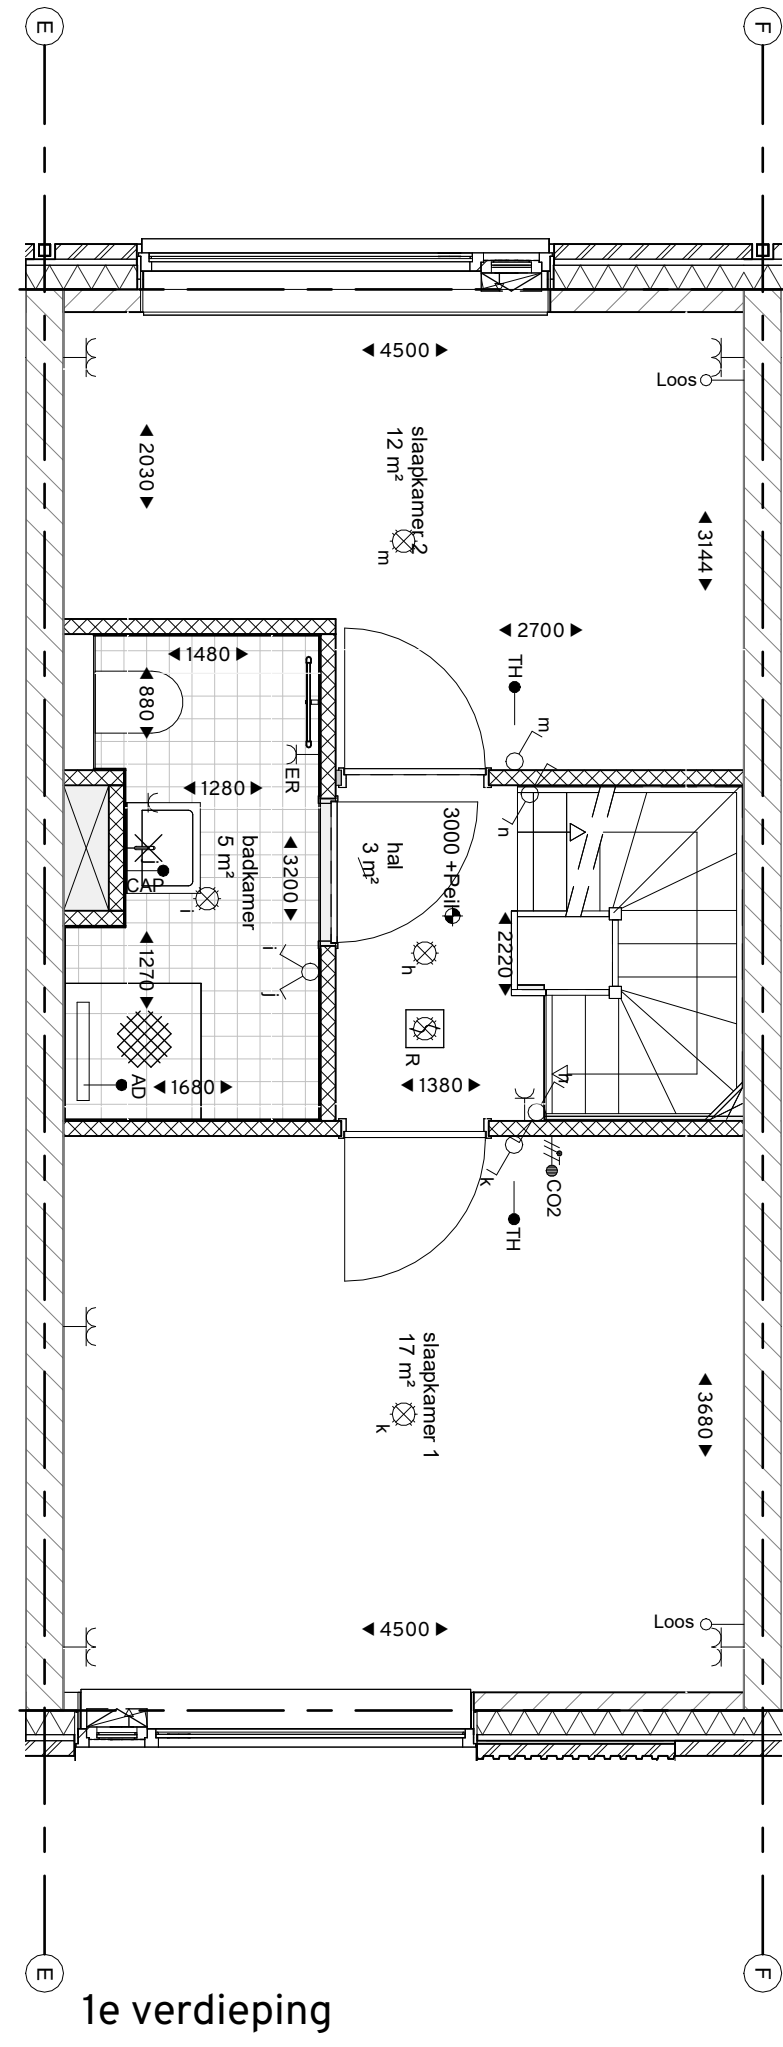 E
F
4500
Loos
2030
slaapkamer 2
12 m²
m
3144
2700
1480
TH
880
m
ER
1280
n
3000 +Peil
hal
3 m²
badkamer
5 m²
3200
CAP
i
i
j
h
2220
1270
R
1380
AD
1680
h
k
CO2
TH
slaapkamer 1
17 m²
k
3680
4500
Loos
E
F
1e verdieping